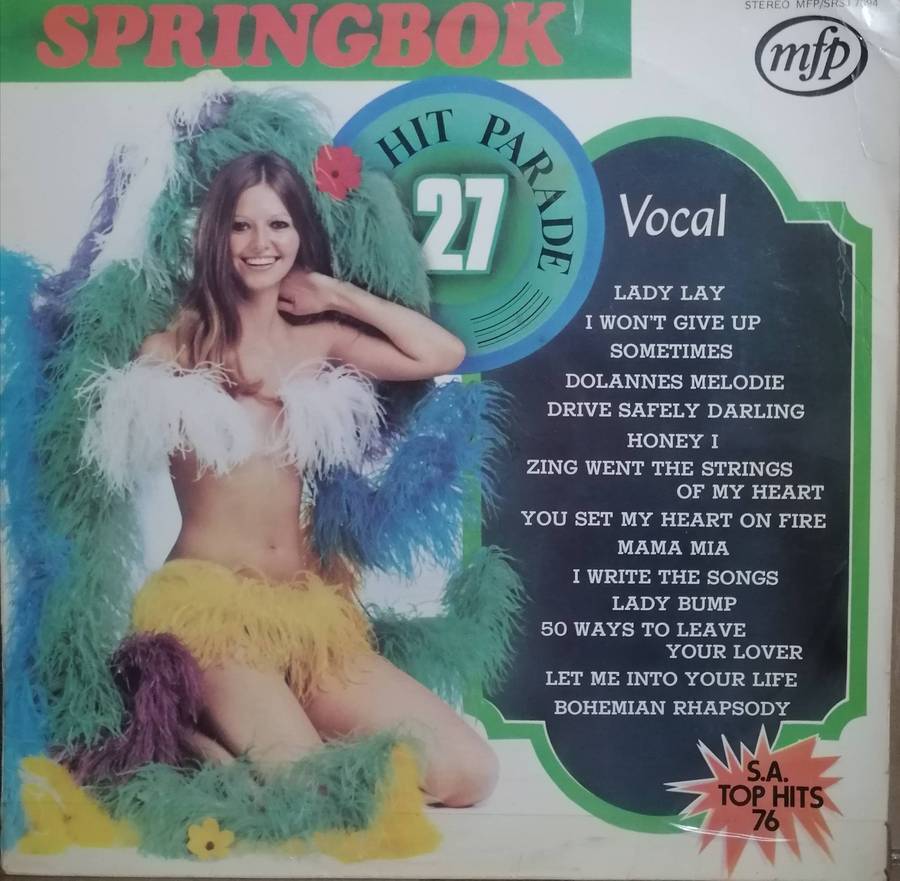 SPRINGBOK
STEREO MFP/SRSJ
mfp
HIT PARADE
27
Vocal
LADY LAY
I WON'T GIVE UP
SOMETIMES
DOLANNES MELODIE
DRIVE SAFELY DARLING
HONEY I
ZING WENT THE STRINGS
OF MY HEART
YOU SET MY HEART ON FIRE
MAMA MIA
I WRITE THE SONGS
LADY BUMP
50 WAYS TO LEAVE
YOUR LOVER
LET ME INTO YOUR LIFE
BOHEMIAN RHAPSODY
S.A.
TOP HITS
76